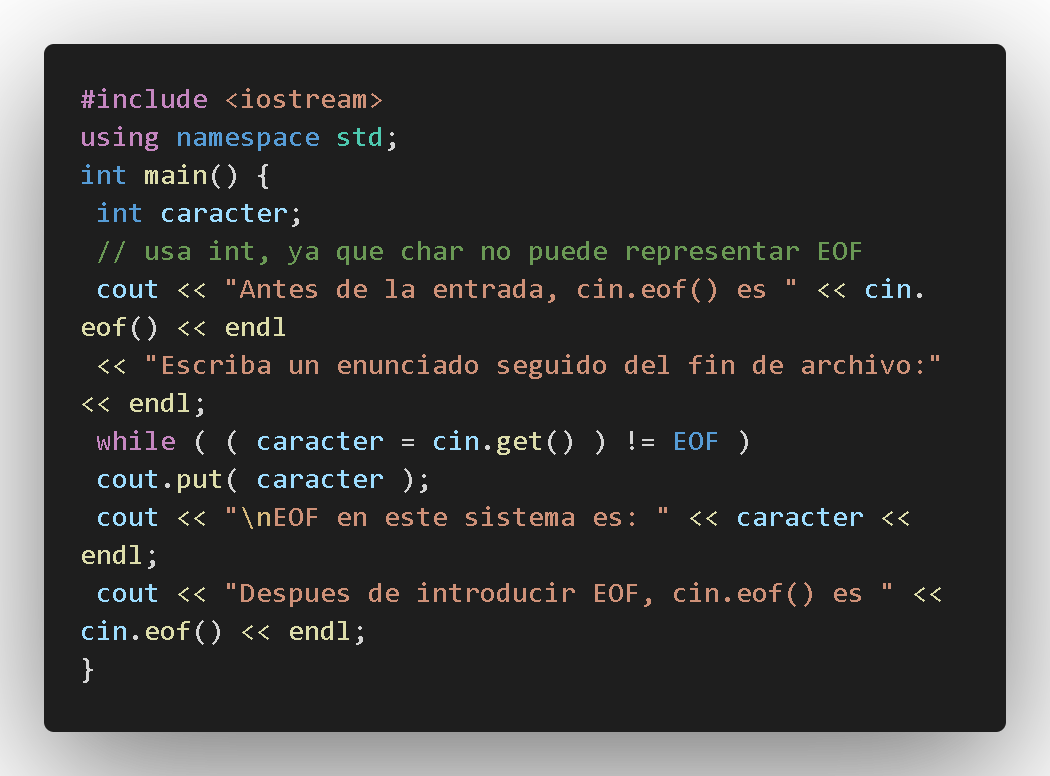 #include <iostream>
using namespace std;
int main() {
 int caracter;
 // usa int, ya que char no puede representar EOF
 cout << "Antes de la entrada, cin.eof() es " << cin.
eof() << endl
 << "Escriba un enunciado seguido del fin de archivo:"
<< endl;
 while ( ( caracter = cin.get() ) != EOF )
 cout.put( caracter );
 cout << "\nEOF en este sistema es: " << caracter <<
endl;
 cout << "Despues de introducir EOF, cin.eof() es " <<
cin.eof() << endl;
}